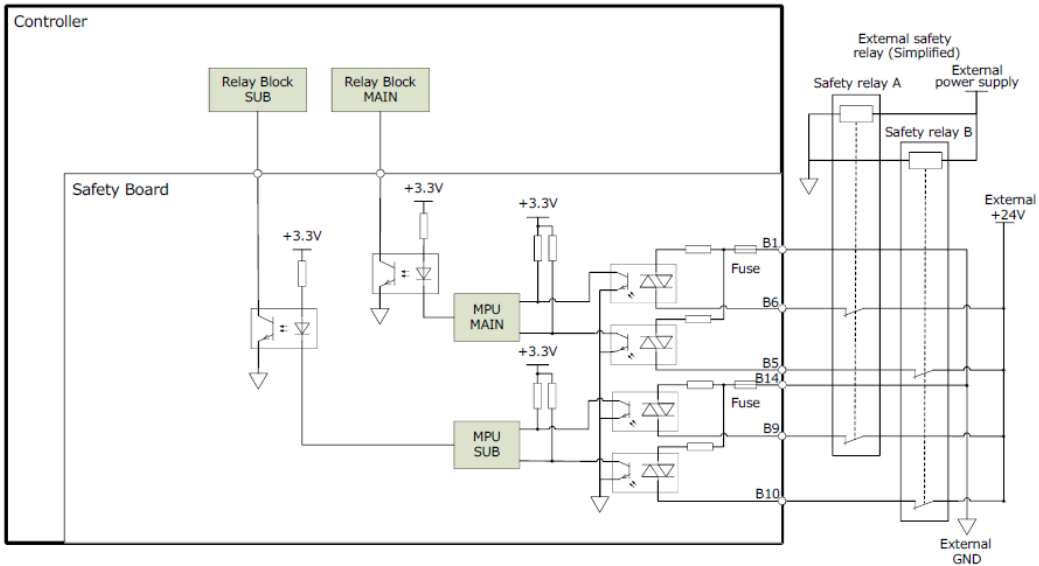 Controller
External safety
relay (Simplified)
External
power supply
Safety relay A
Relay Block
SUB
Relay Block
MAIN
Safety relay B
Safety Board
+3.3V
+3.3V
External
+24V
+3.3V
B1
Fuse
MPU
MAIN
B6
+3.3V
B5
B14
Fuse
MPU
SUB
B9
B10
External
GND